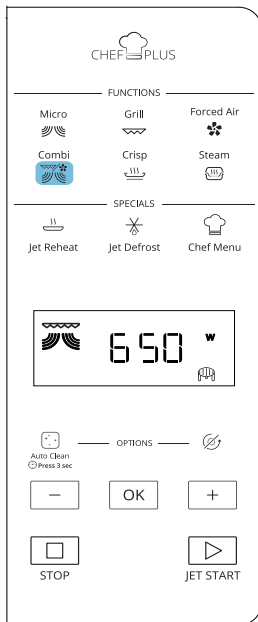 CHEF PLUS
FUNCTIONS
Micro Grill Forced Air
Combi Crisp Steam
SPECIALS
Jet Reheat Jet Defrost Chef Menu
650 W
OPTIONS
Auto Clean
Press 3 sec
− OK +
STOP JET START